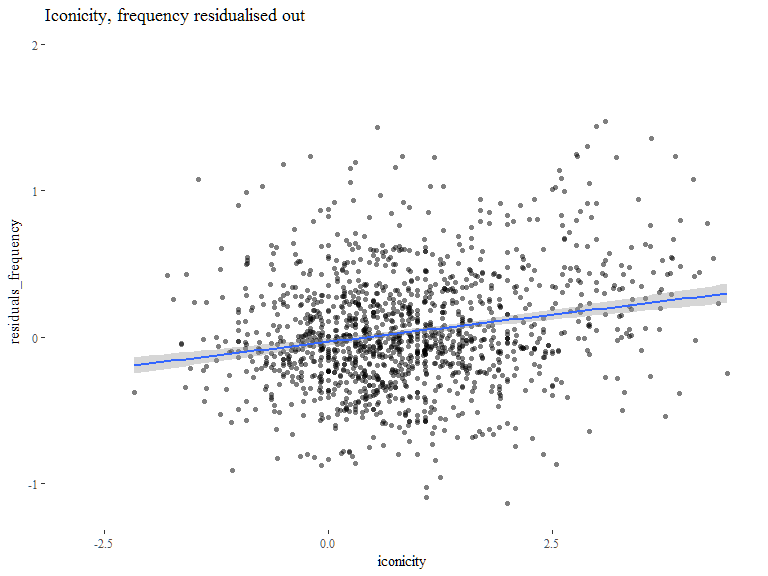 Iconicity, frequency residualised out
2
1
0
-1
residuals_frequency
-2.5 0.0 2.5
iconicity